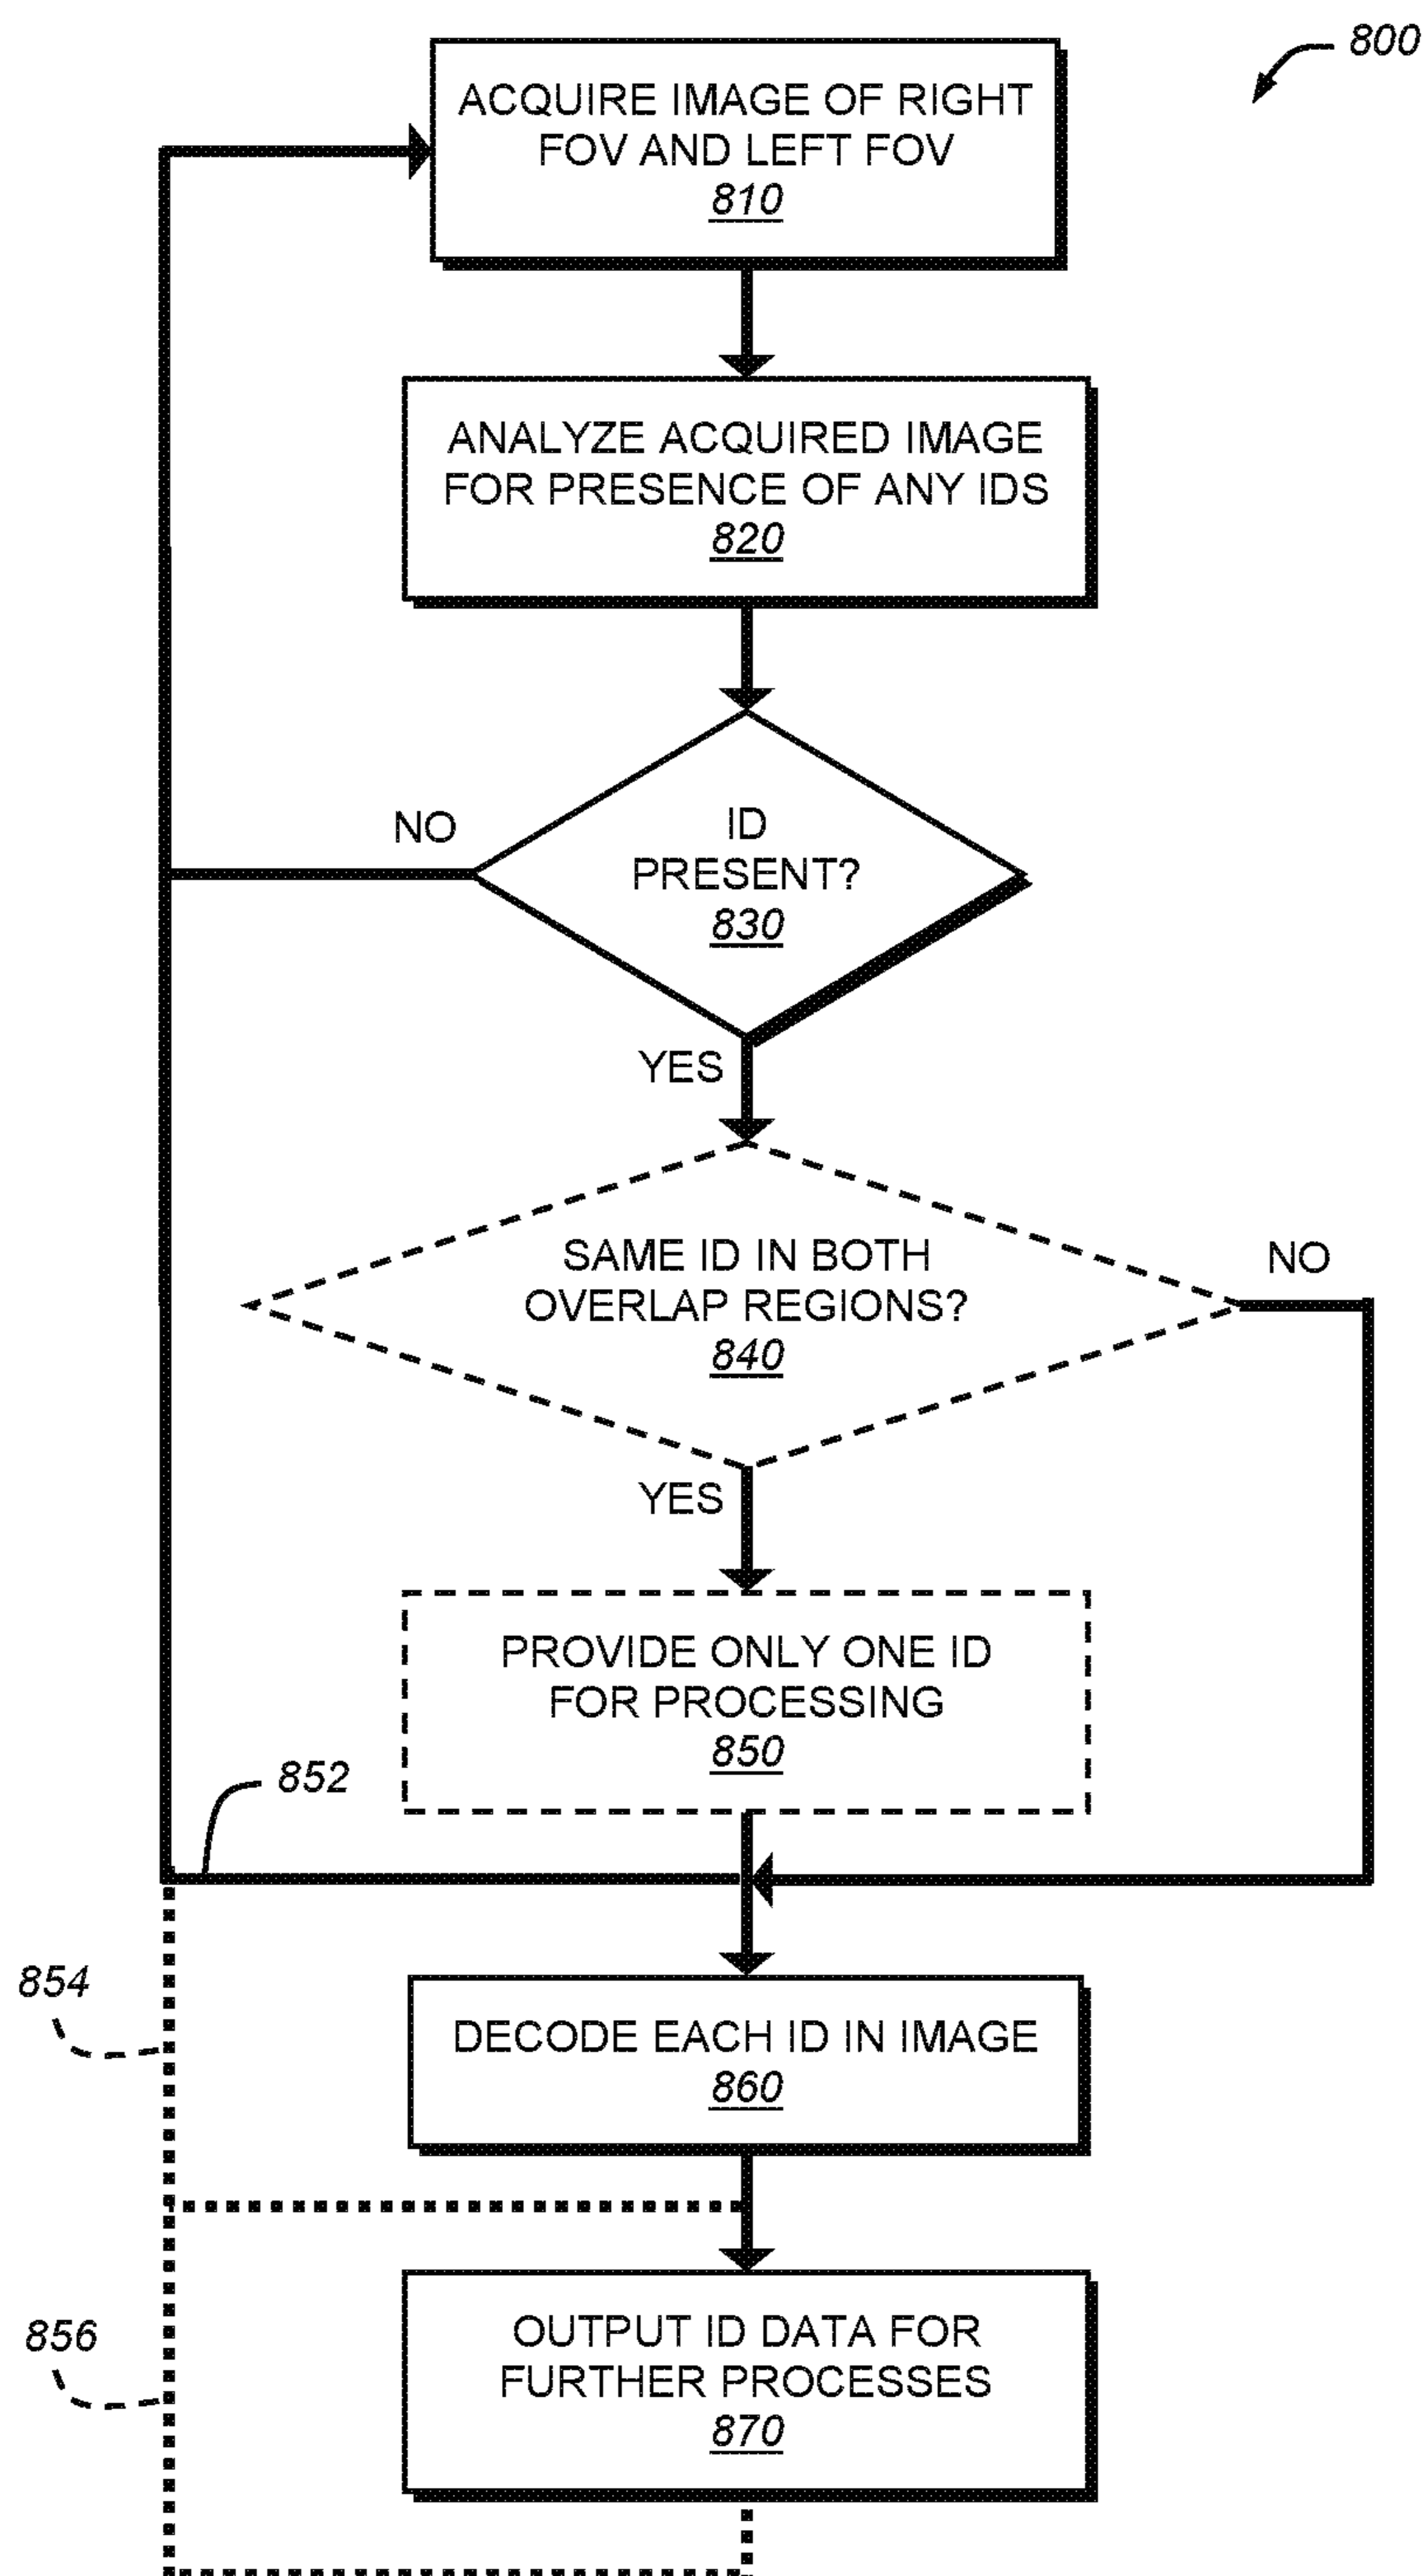 800
ACQUIRE IMAGE OF RIGHT
FOV AND LEFT FOV
810
ANALYZE ACQUIRED IMAGE
FOR PRESENCE OF ANY IDS
820
NO
ID
PRESENT?
830
YES
SAME ID IN BOTH
OVERLAP REGIONS?
840
NO
YES
PROVIDE ONLY ONE ID
FOR PROCESSING
850
852
854
DECODE EACH ID IN IMAGE
860
856
OUTPUT ID DATA FOR
FURTHER PROCESSES
870